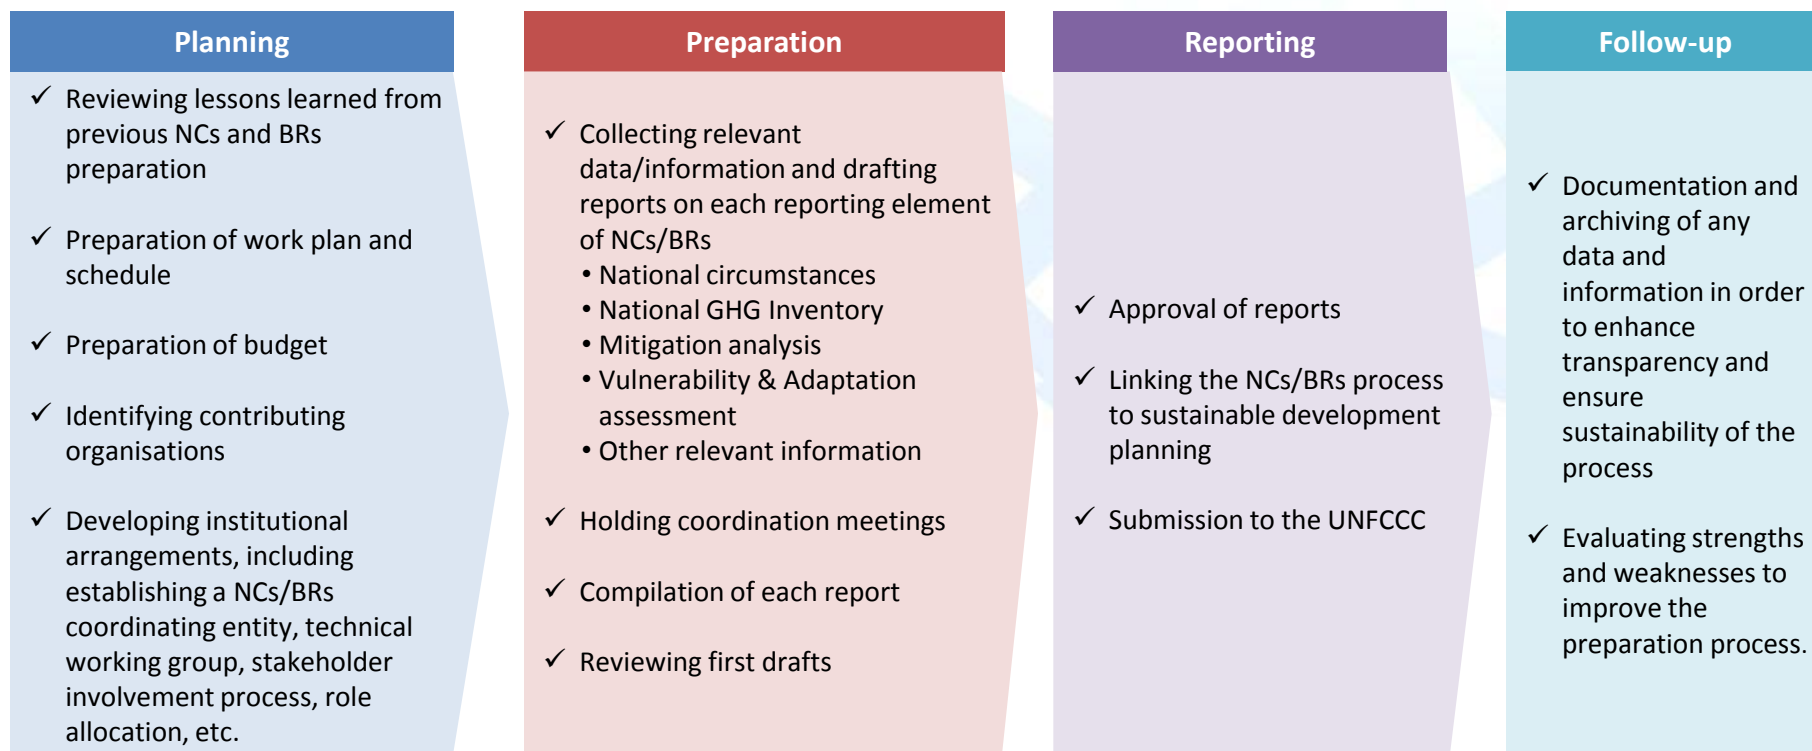 Planning
✓ Reviewing lessons learned from
previous NCs and BRs
preparation
✓ Preparation of work plan and
schedule
✓ Preparation of budget
✓ Identifying contributing
organisations
✓ Developing institutional
arrangements, including
establishing a NCs/BRs
coordinating entity, technical
working group, stakeholder
involvement process, role
allocation, etc.
Preparation
✓ Collecting relevant
data/information and drafting
reports on each reporting element
of NCs/BRs
• National circumstances
• National GHG Inventory
• Mitigation analysis
• Vulnerability & Adaptation
assessment
• Other relevant information
✓ Holding coordination meetings
✓ Compilation of each report
✓ Reviewing first drafts
Reporting
✓ Approval of reports
✓ Linking the NCs/BRs process
to sustainable development
planning
✓ Submission to the UNFCCC
Follow-up
✓ Documentation and
archiving of any
data and
information in order
to enhance
transparency and
ensure
sustainability of the
process
✓ Evaluating strengths
and weaknesses to
improve the
preparation process.